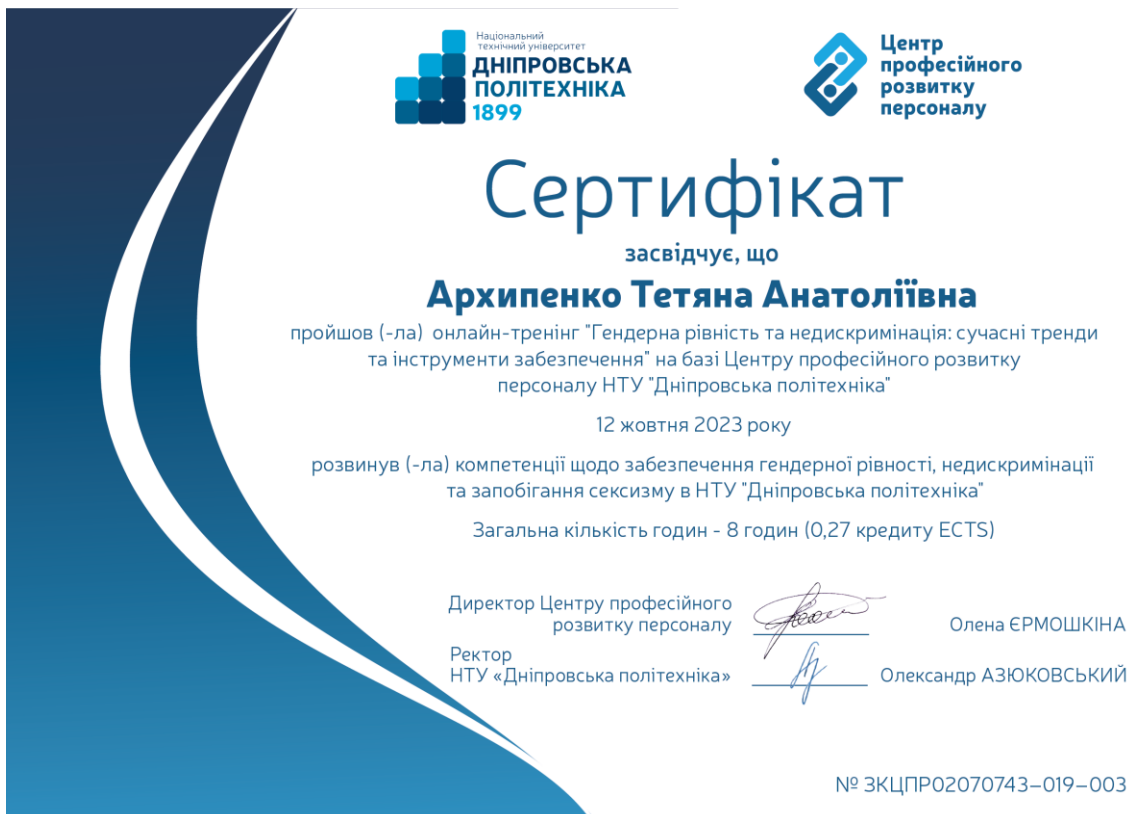 Національний
технічний університет
ДНІПРОВСЬКА
ПОЛІТЕХНІКА
1899
Центр
професійного
розвитку
персоналу
Сертифікат
засвідчує, що
Архипенко Тетяна Анатоліївна
пройшов (-ла) онлайн-тренінг "Гендерна рівність та недискримінація: сучасні тренди
та інструменти забезпечення" на базі Центру професійного розвитку
персоналу НТУ "Дніпровська політехніка"
12 жовтня 2023 року
розвинув (-ла) компетенції щодо забезпечення гендерної рівності, недискримінації
та запобігання сексизму в НТУ "Дніпровська політехніка"
Загальна кількість годин - 8 годин (0,27 кредиту ECTS)
Директор Центру професійного
розвитку персоналу
Олена ЄРМОШКІНА
Ректор
НТУ «Дніпровська політехніка»
Олександр АЗЮКОВСЬКИЙ
№ ЗКЦПР02070743–019–003